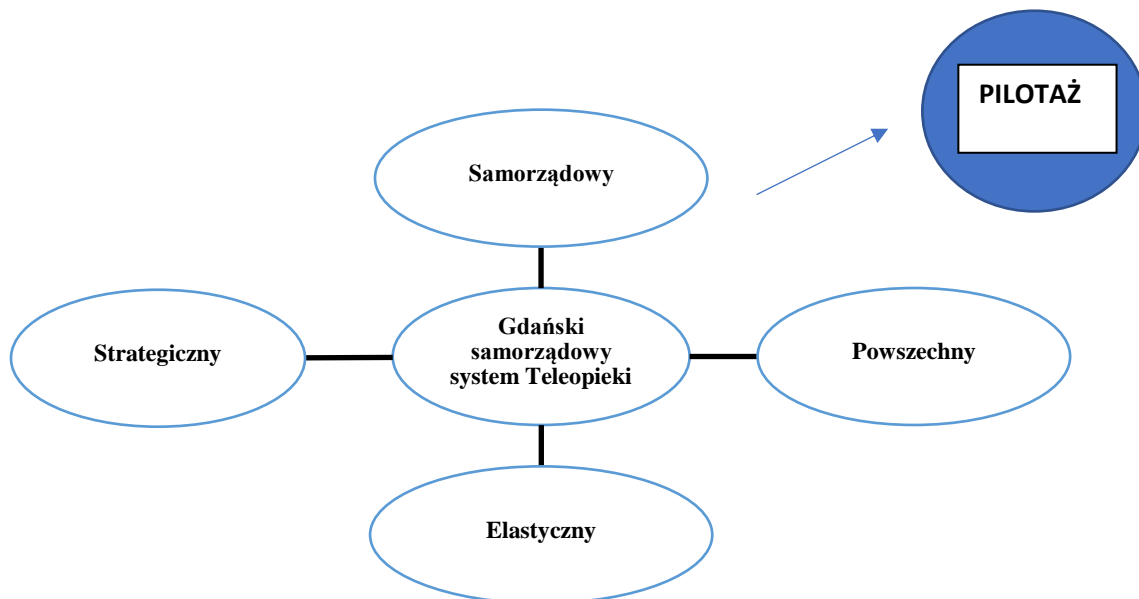 PILOTAŻ
Samorządowy
Strategiczny
Gdański
samorządowy
system Teleopieki
Powszechny
Elastyczny